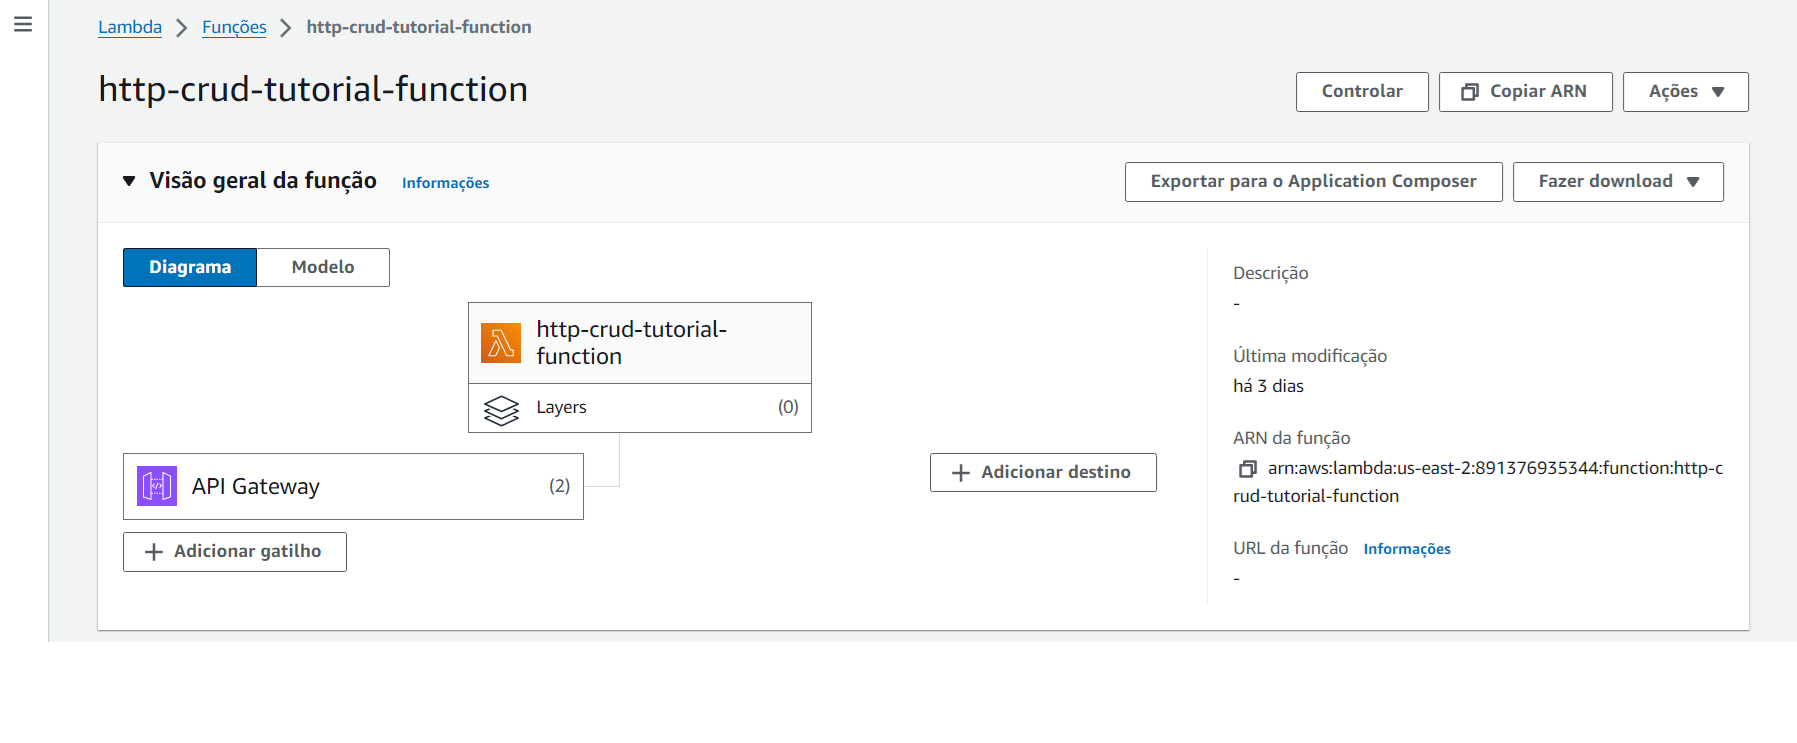 Lambda > Funções > http-crud-tutorial-function
http-crud-tutorial-function
Controlar
Copiar ARN
Ações
Visão geral da função
Informações
Exportar para o Application Composer
Fazer download
Diagrama
Modelo
http-crud-tutorial-
function
Layers (0)
API Gateway (2)
Adicionar gatilho
Adicionar destino
Descrição
-
Última modificação
há 3 dias
ARN da função
arn:aws:lambda:us-east-2:891376935344:function:http-c
rud-tutorial-function
URL da função Informações
-